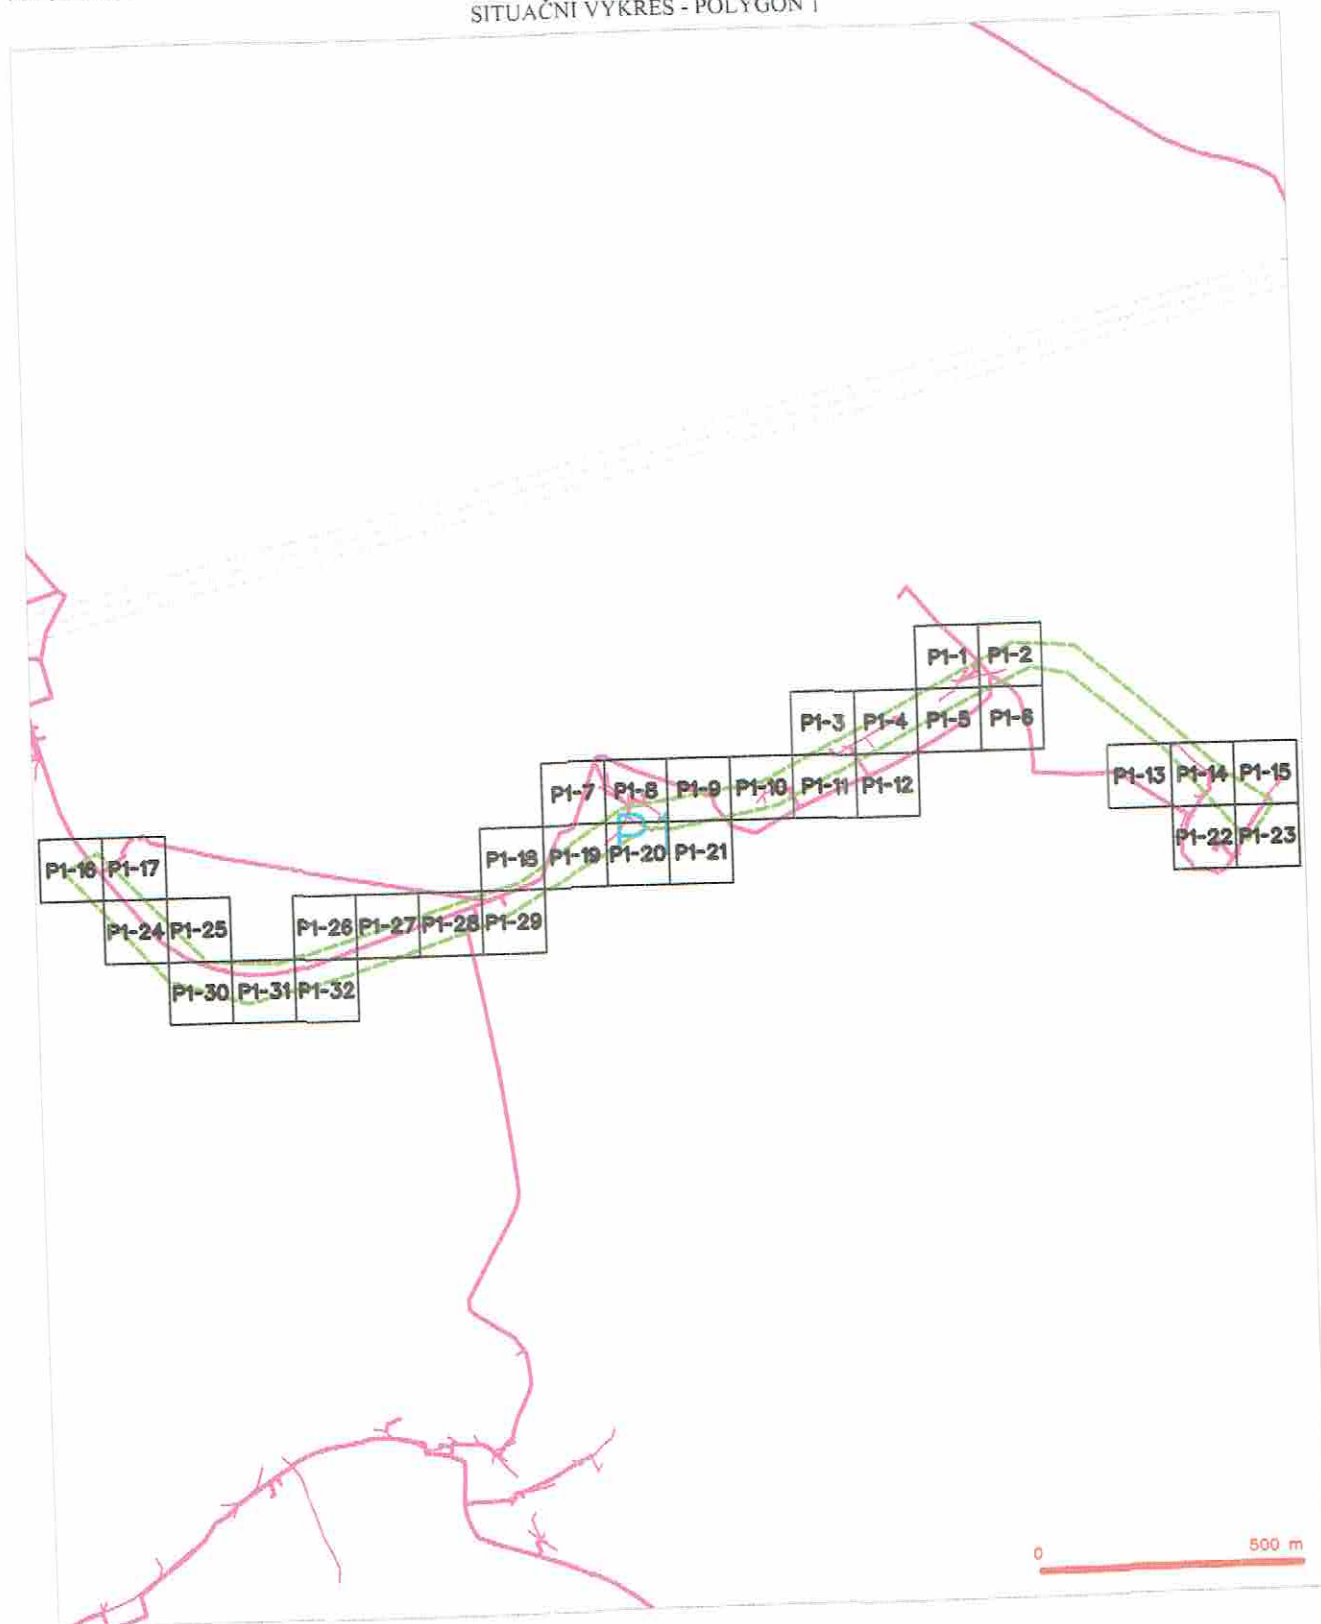 SITUAČNÍ VÝKRES - POLYGON 1
P1-1 P1-2
P1-3 P1-4 P1-5 P1-6
P1-7 P1-8 P1-9 P1-10 P1-11 P1-12
P1-13 P1-14 P1-15
P1
P1-16 P1-17 P1-18 P1-19 P1-20 P1-21
P1-22 P1-23
P1-24 P1-25 P1-26 P1-27 P1-28 P1-29
P1-30 P1-31 P1-32
0 500 m